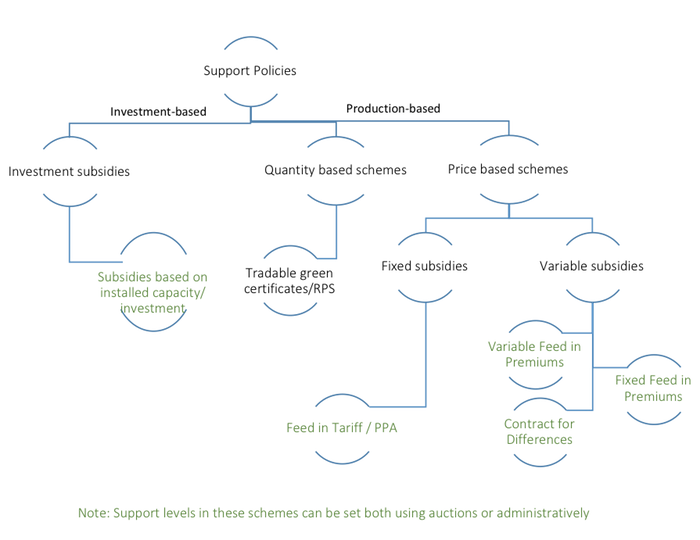 Support Policies
Investment-based
Production-based
Investment subsidies
Quantity based schemes
Price based schemes
Subsidies based on
installed capacity/
investment
Tradable green
certificates/RPS
Fixed subsidies
Variable subsidies
Variable Feed in
Premiums
Fixed Feed in
Premiums
Feed in Tariff / PPA
Contract for
Differences
Note: Support levels in these schemes can be set both using auctions or administratively